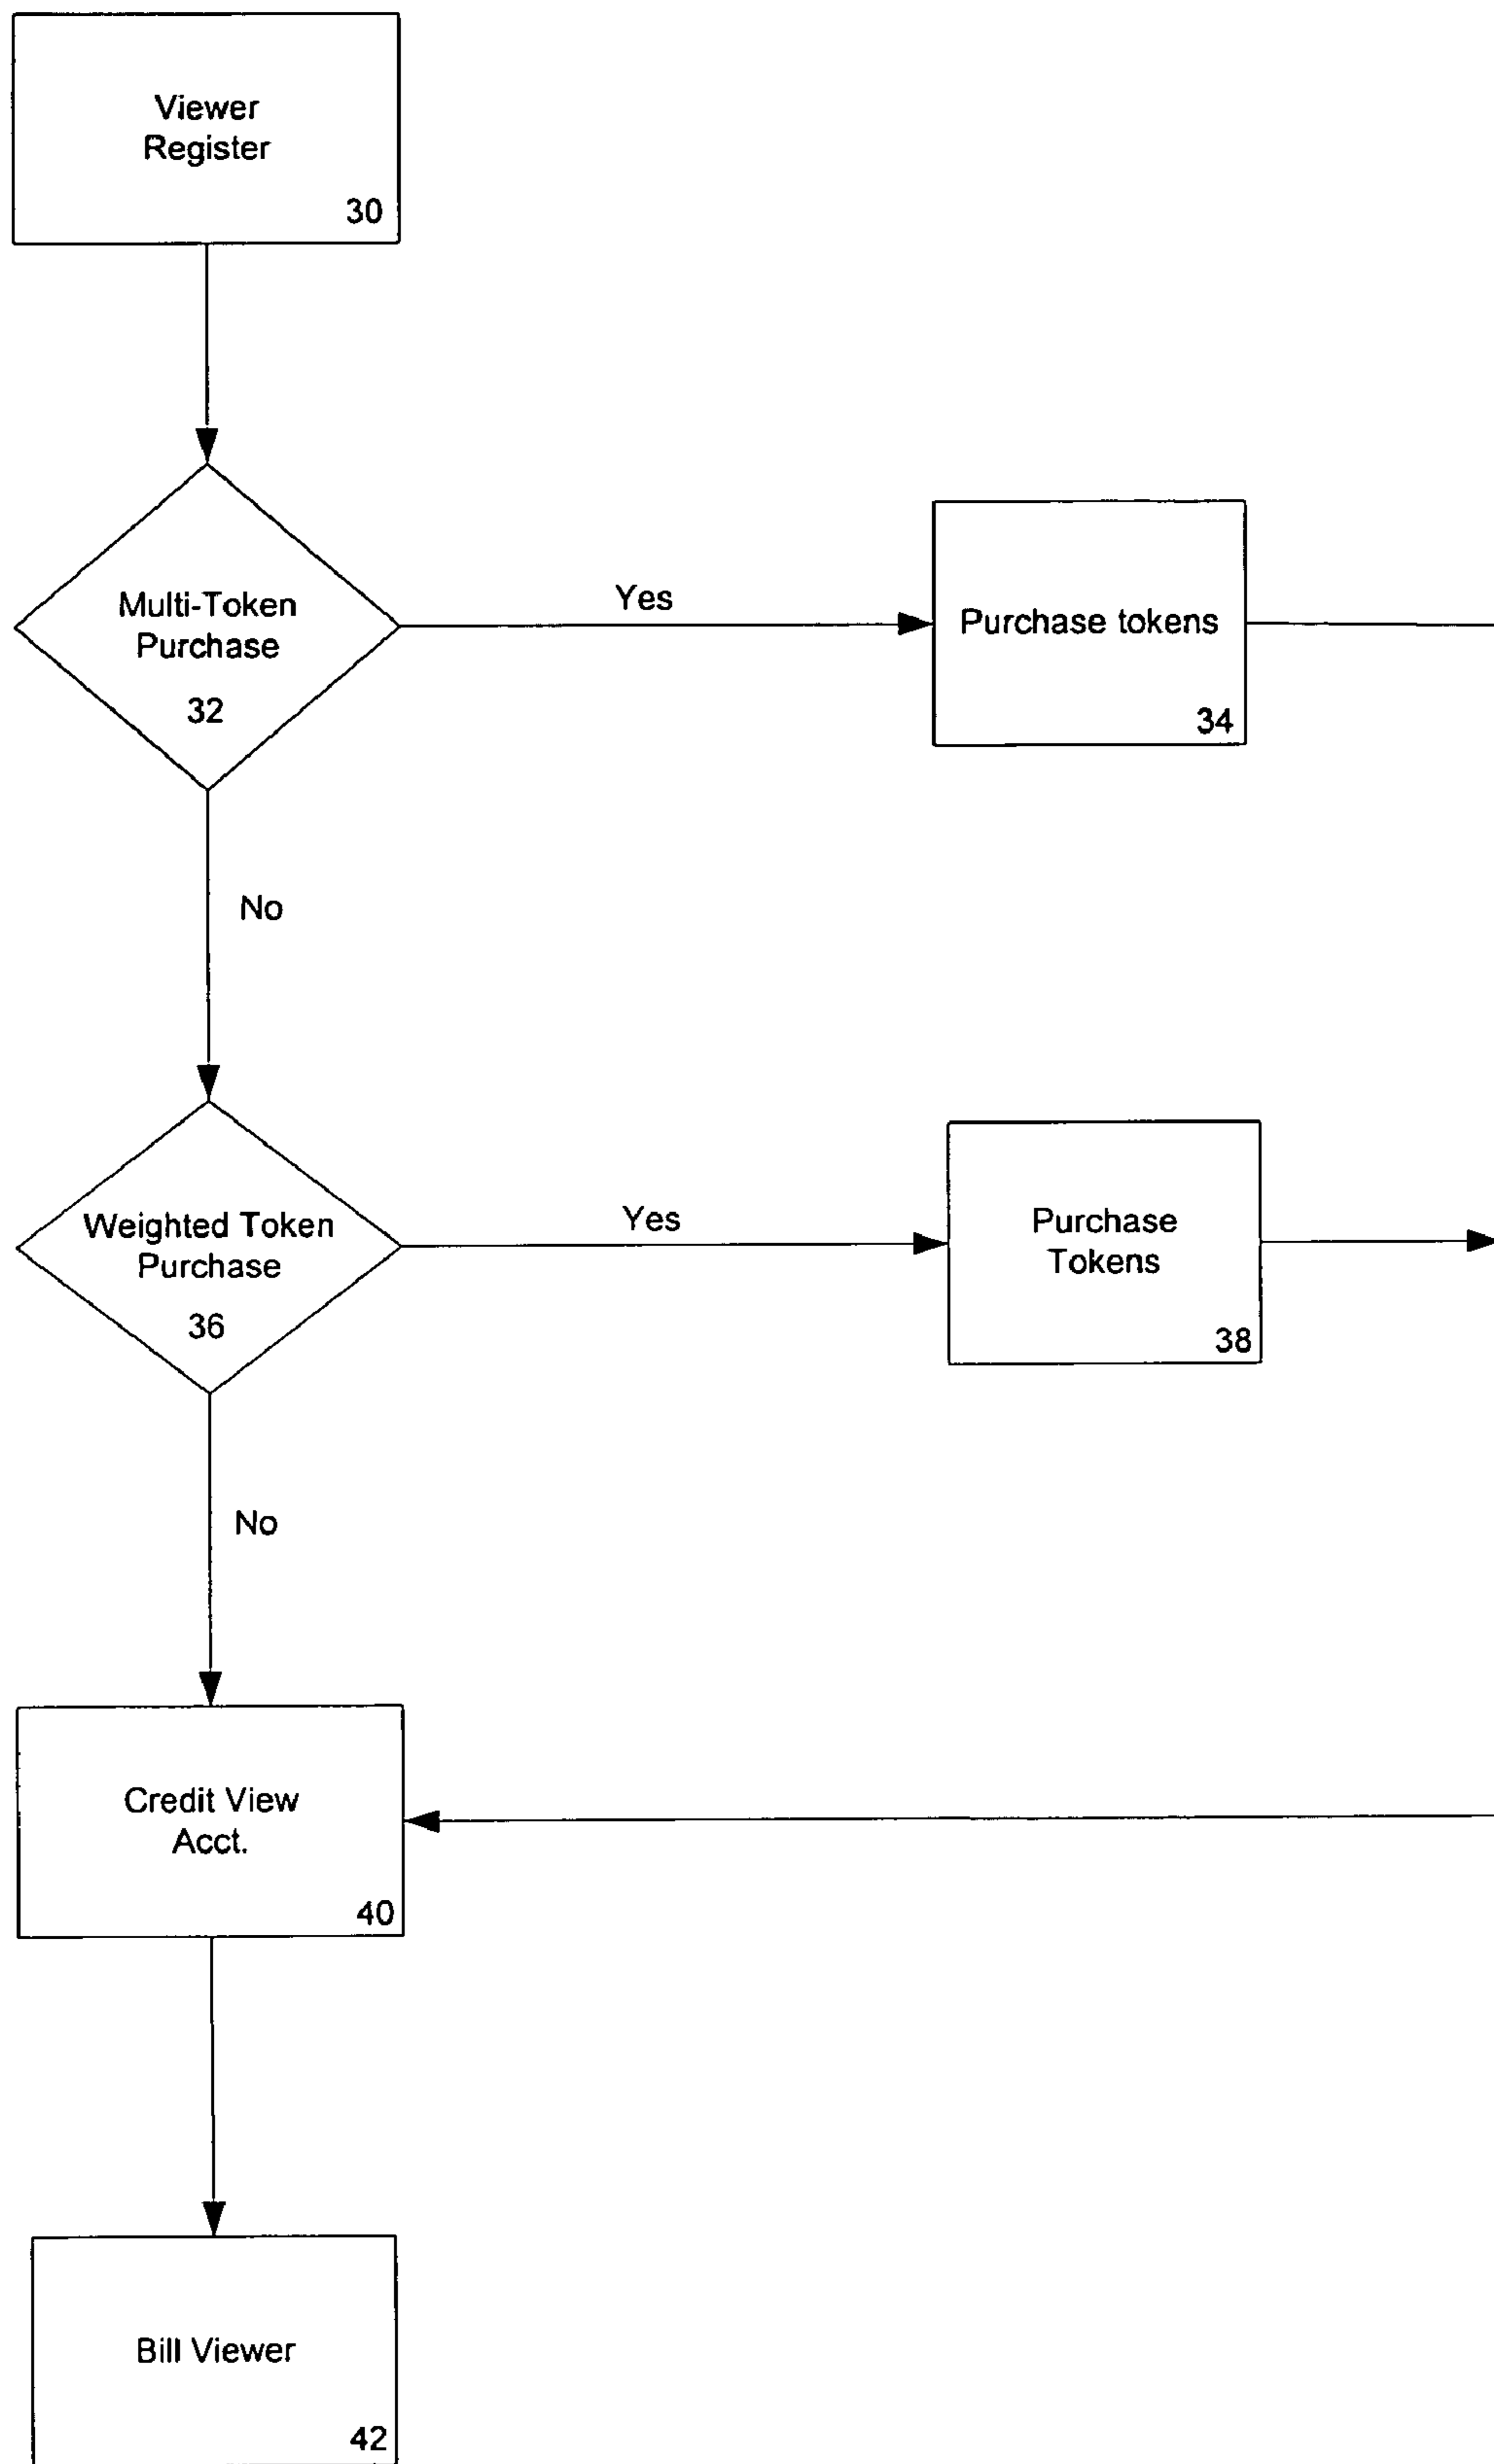 Viewer
Register
30
Multi-Token
Purchase
32
Yes
Purchase tokens
34
No
Weighted Token
Purchase
36
Yes
Purchase
Tokens
38
No
Credit View
Acct.
40
Bill Viewer
42